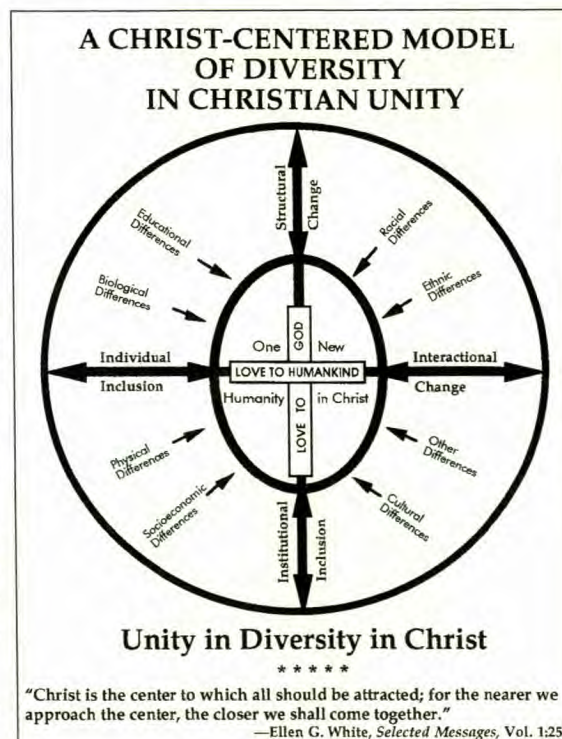 A CHRIST-CENTERED MODEL
OF DIVERSITY
IN CHRISTIAN UNITY
Structural
Change
Educational
Differences
Racial
Differences
Biological
Differences
Ethnic
Differences
One GOD New
Individual
Inclusion
LOVE TO HUMANKIND
Interactional
Change
Humanity LOVE TO in Christ
Physical
Differences
Other
Differences
Socioeconomic
Differences
Cultural
Differences
Institutional
Inclusion
Unity in Diversity in Christ
* * * * *
"Christ is the center to which all should be attracted; for the nearer we
approach the center, the closer we shall come together."
—Ellen G. White, Selected Messages, Vol. 1:25